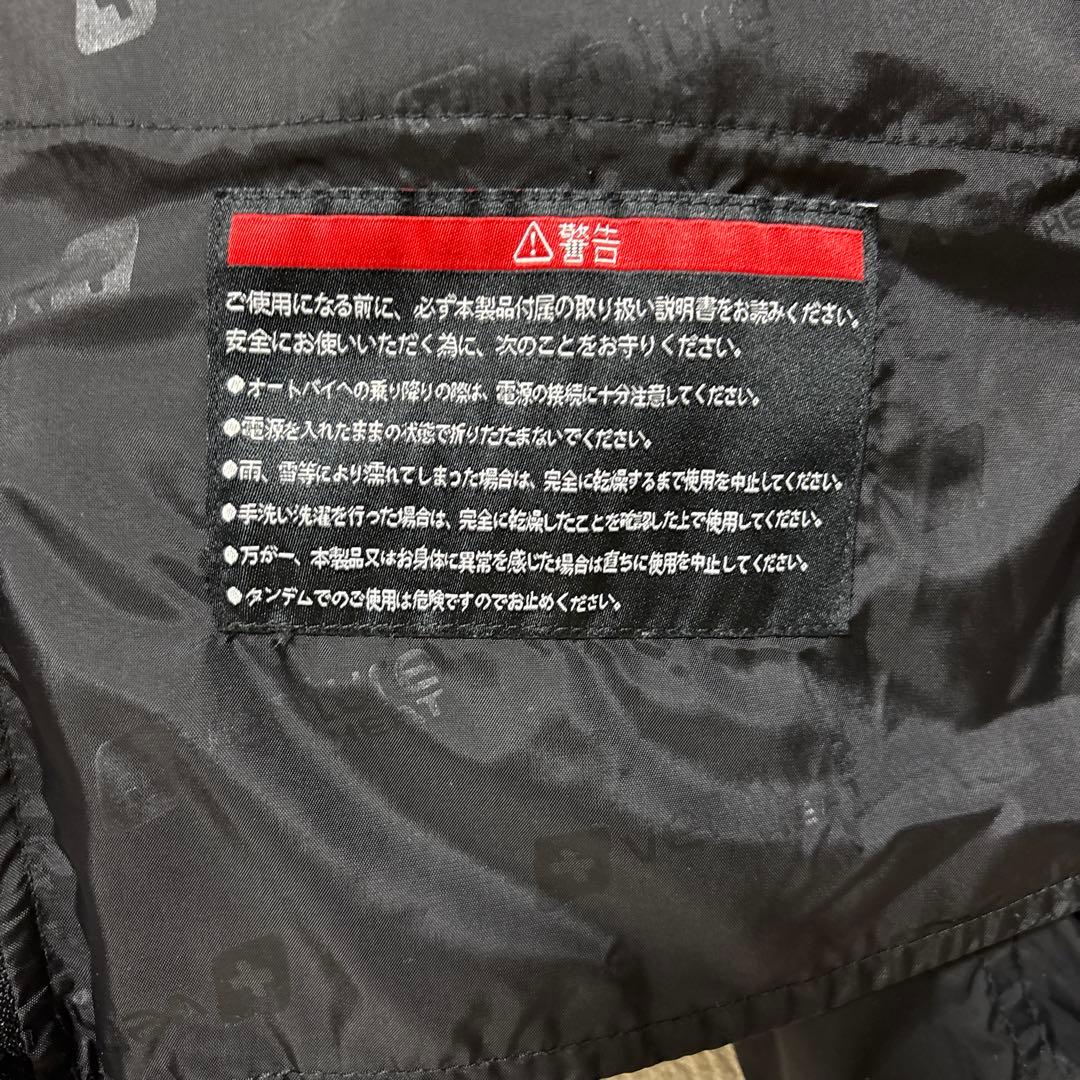 ⚠警告
ご使用になる前に、必ず本製品付属の取り扱い説明書をお読みください。
安全にお使いいただく為に、次のことをお守りください。
●オートバイへの乗り降りの際は、電源の接続に十分注意してください。
●電源を入れたままの状態で折りたたまないでください。
●雨、雪等により濡れてしまった場合は、完全に乾燥するまで使用を中止してください。
●手洗い洗濯を行った場合は、完全に乾燥したことを確認した上で使用してください。
●万が一、本製品又はお身体に異常を感じた場合は直ちに使用を中止してください。
●タンデムでのご使用は危険ですのでお止めください。